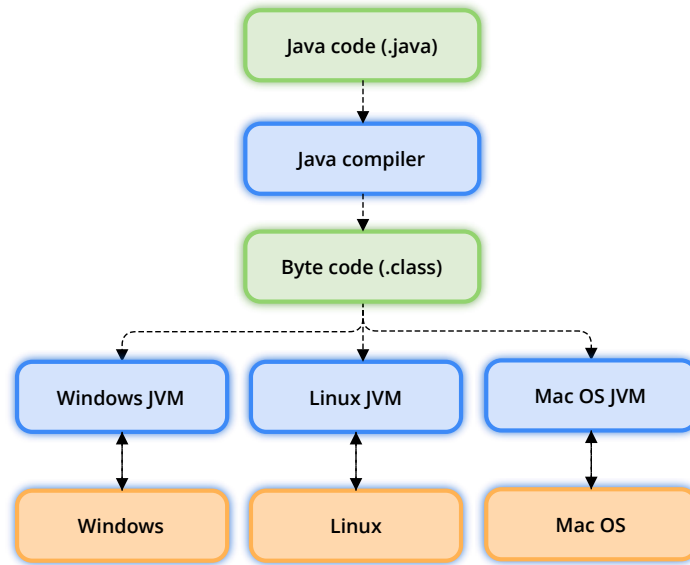 Java code (.java)
Java compiler
Byte code (.class)
Windows JVM
Linux JVM
Mac OS JVM
Windows
Linux
Mac OS